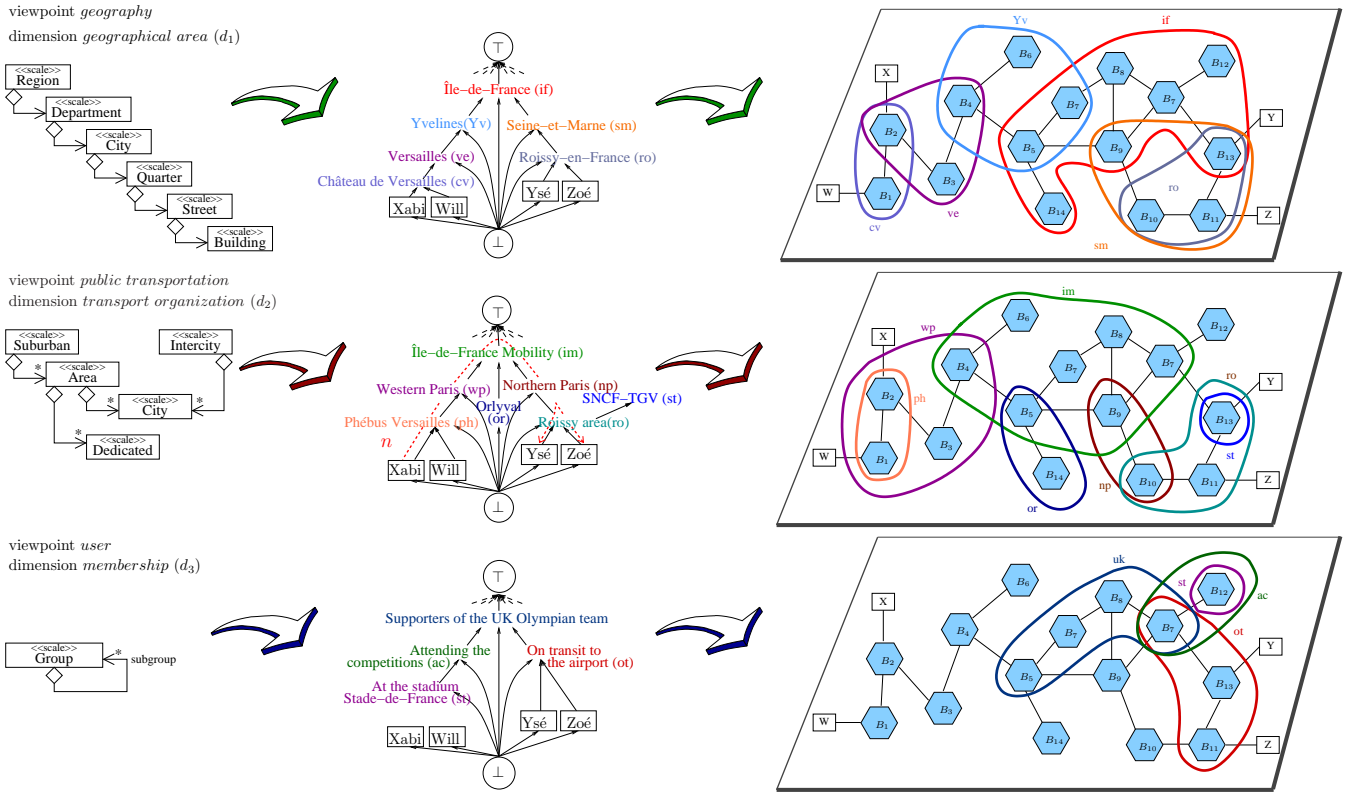 viewpoint geography
dimension geographical area (d1)
<<scale>>
Region
<<scale>>
Department
<<scale>>
City
<<scale>>
Quarter
<<scale>>
Street
<<scale>>
Building
⊤
Île–de–France (if)
Yvelines(Yv)
Seine–et–Marne (sm)
Versailles (ve)
Roissy–en–France (ro)
Château de Versailles (cv)
Xabi
Will
Ysé
Zoé
⊥
Yv
if
B6
B8
B12
X
B4
B7
B7
Y
B2
B5
B9
B13
W
B1
B3
ro
B14
B10
B11
Z
ve
cv
sm
viewpoint public transportation
dimension transport organization (d2)
<<scale>>
Suburban
<<scale>>
Intercity
*
<<scale>>
Area
* <<scale>> *
City
*
<<scale>>
Dedicated
⊤
Île–de–France Mobility (im)
Western Paris (wp)
Northern Paris (np)
SNCF–TGV (st)
Orlyval
(or)
Phébus Versailles (ph)
Roissy area(ro)
n
Xabi
Will
Ysé
Zoé
⊥
im
wp
B6
B8
B12
X
B4
B7
B7
ro
Y
B2
ph
B5
B9
B13
W
B1
B3
st
B14
np
B10
B11
Z
or
viewpoint user
dimension membership (d3)
<<scale>>
Group
*
subgroup
⊤
Supporters of the UK Olympian team
Attending the
competitions (ac)
On transit to
the airport (ot)
At the stadium
Stade–de–France (st)
Xabi
Will
Ysé
Zoé
⊥
uk
st
B6
B8
B12
ac
X
B4
B7
B7
ot
Y
B2
B5
B9
B13
W
B1
B3
B14
B10
B11
Z